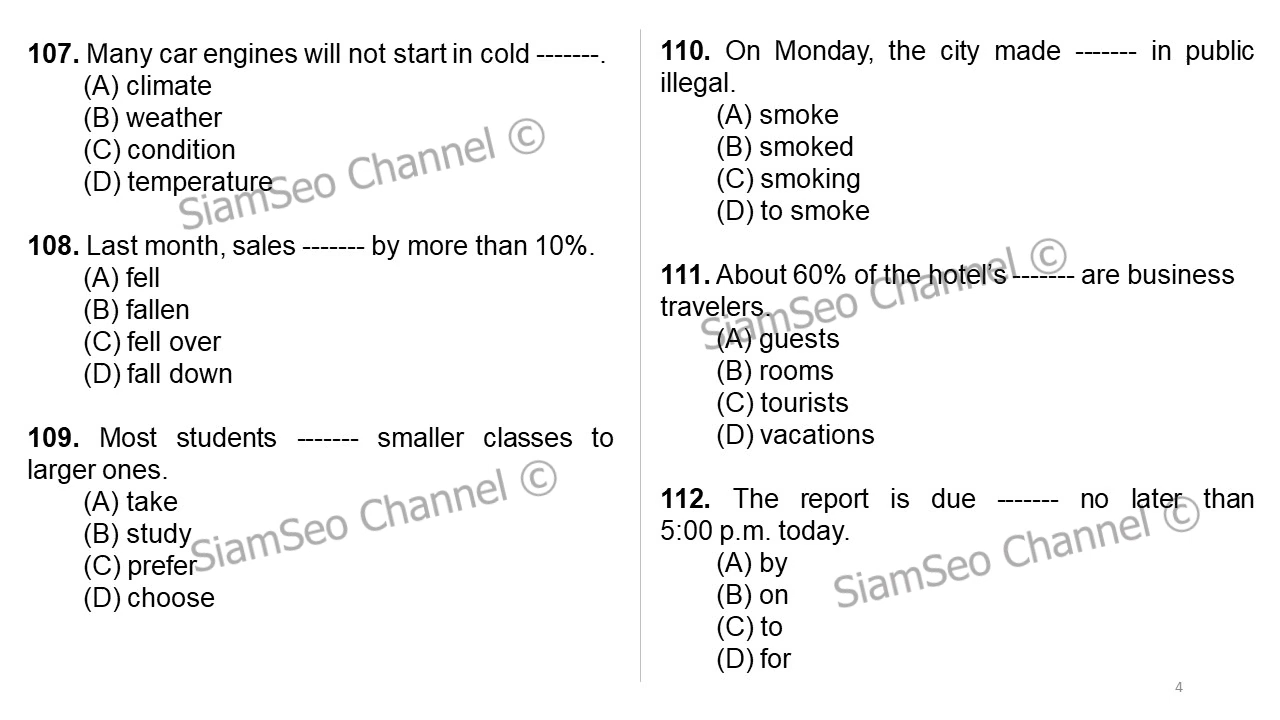 107. Many car engines will not start in cold -------.
(A) climate
(B) weather
(C) condition
(D) temperature
SiamSeo Channel ©
108. Last month, sales ------- by more than 10%.
(A) fell
(B) fallen
(C) fell over
(D) fall down
109. Most students ------- smaller classes to
larger ones.
(A) take
(B) study
(C) prefer
(D) choose
SiamSeo Channel ©
110. On Monday, the city made ------- in public
illegal.
(A) smoke
(B) smoked
(C) smoking
(D) to smoke
111. About 60% of the hotel’s ------- are business
travelers.
SiamSeo Channel ©
(A) guests
(B) rooms
(C) tourists
(D) vacations
112. The report is due ------- no later than
5:00 p.m. today.
(A) by
(B) on
(C) to
(D) for
SiamSeo Channel ©
4